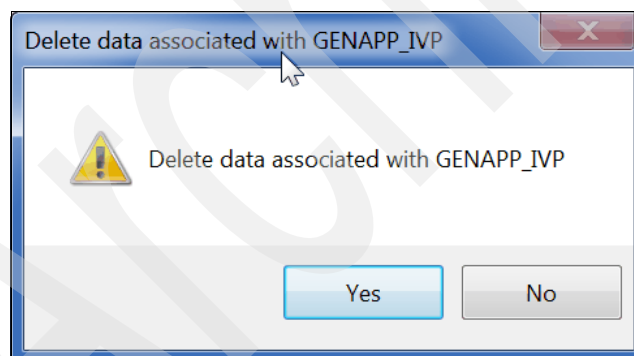 Delete data associated with GENAPP_IVP
Delete data associated with GENAPP_IVP
Yes
No